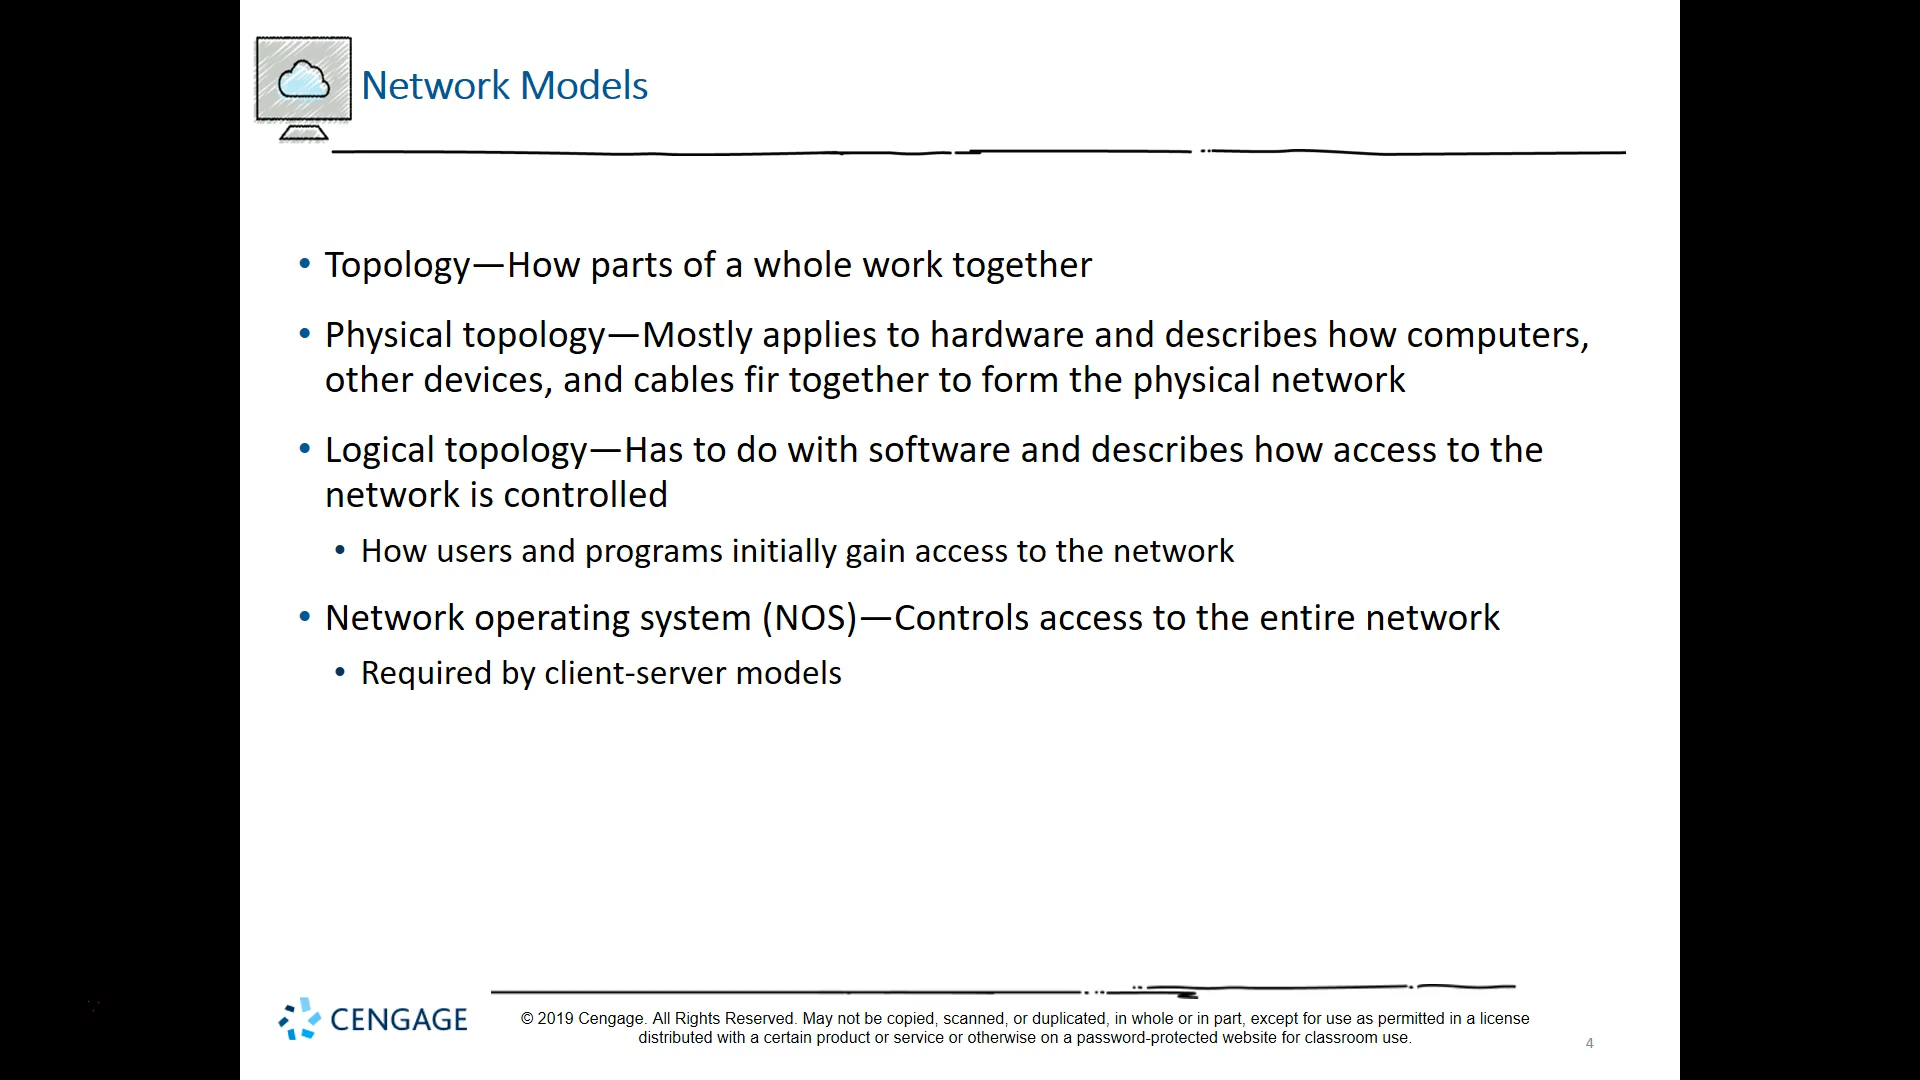 Network Models
• Topology—How parts of a whole work together
• Physical topology—Mostly applies to hardware and describes how computers,
other devices, and cables fir together to form the physical network
• Logical topology—Has to do with software and describes how access to the
network is controlled
• How users and programs initially gain access to the network
• Network operating system (NOS)—Controls access to the entire network
• Required by client-server models
CENGAGE
© 2019 Cengage. All Rights Reserved. May not be copied, scanned, or duplicated, in whole or in part, except for use as permitted in a license
distributed with a certain product or service or otherwise on a password-protected website for classroom use.
4